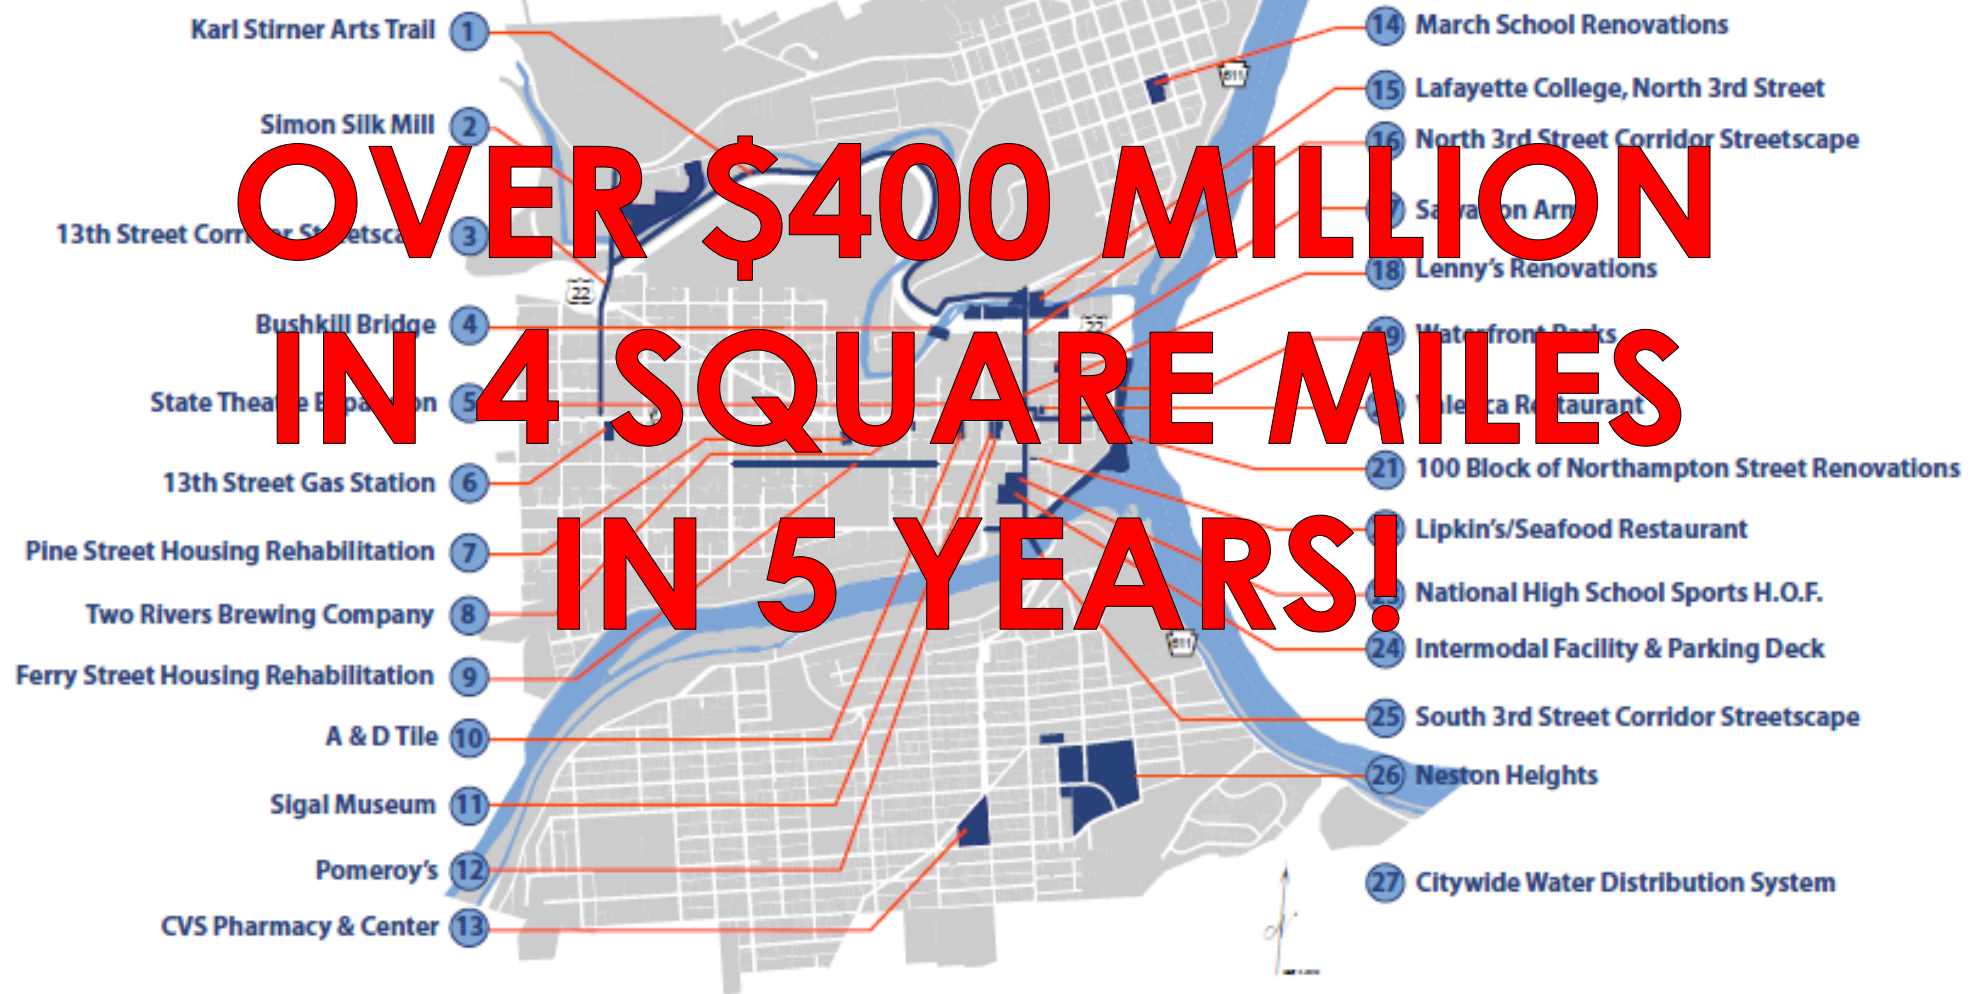 Karl Stirner Arts Trail 1
Simon Silk Mill 2
13th Street 3
Bushkill Bridge 4
State 5
13th Street Gas Station 6
Pine Street Housing Rehabilitation 7
Two Rivers Brewing Company 8
Ferry Street Housing Rehabilitation 9
A & D Tile 10
Sigal Museum 11
Pomeroy's 12
CVS Pharmacy & Center 13
OVER $400 MILLION
IN 4 SQUARE MILES
IN 5 YEARS!
22
22
611
611
14 March School Renovations
15 Lafayette College, North 3rd Street
16 North 3rd Street Corridor Streetscape
18 Lenny's Renovations
Waterfront Parks
Restaurant
21 100 Block of Northampton Street Renovations
Lipkin's/Seafood Restaurant
National High School Sports H.O.F.
24 Intermodal Facility & Parking Deck
25 South 3rd Street Corridor Streetscape
26 Neston Heights
27 Citywide Water Distribution System